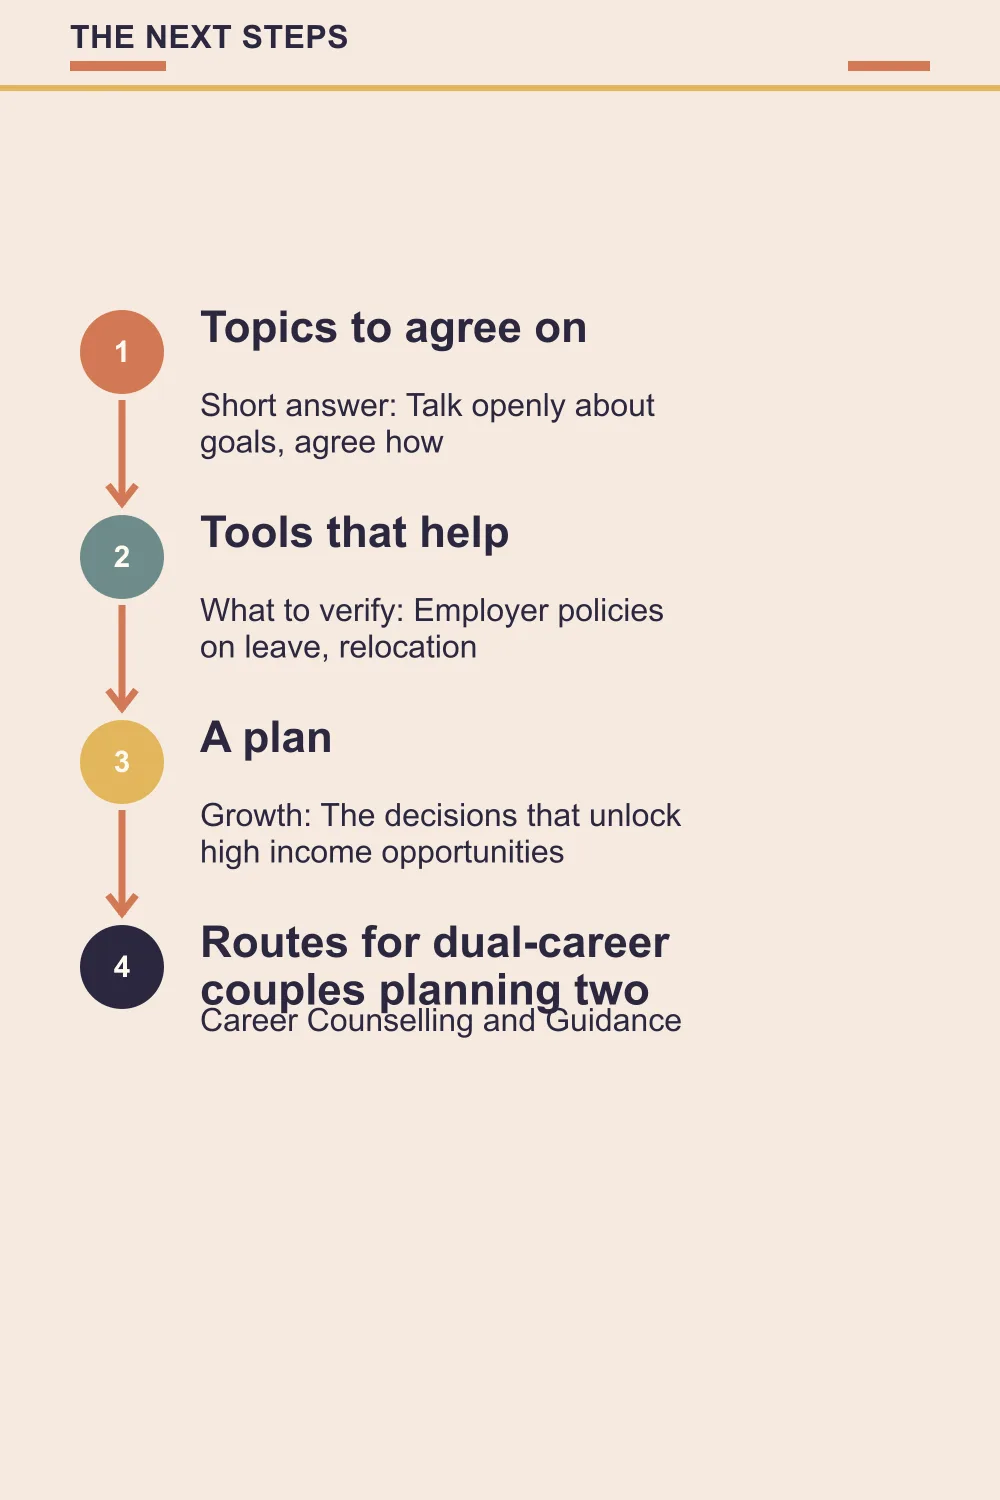 THE NEXT STEPS
1
Topics to agree on
Short answer: Talk openly about
goals, agree how
2
Tools that help
What to verify: Employer policies
on leave, relocation
3
A plan
Growth: The decisions that unlock
high income opportunities
4
Routes for dual-career
couples planning two
Career Counselling and Guidance